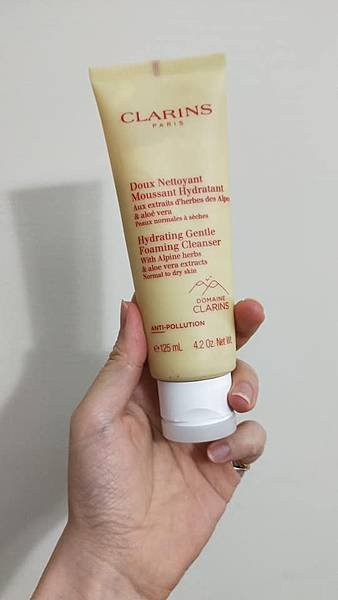 CLARINS
PARIS
Doux Nettoyant
Moussant Hydratant
Aux extraits d'herbes des Alpes
& aloé vera
Peaux normales à sèches
Hydrating Gentle
Foaming Cleanser
With Alpine herbs
& aloe vera extracts
Normal to dry skin
DOMAINE
CLARINS
ANTI-POLLUTION
e 125 mL 4.2 Oz. Net Wt.